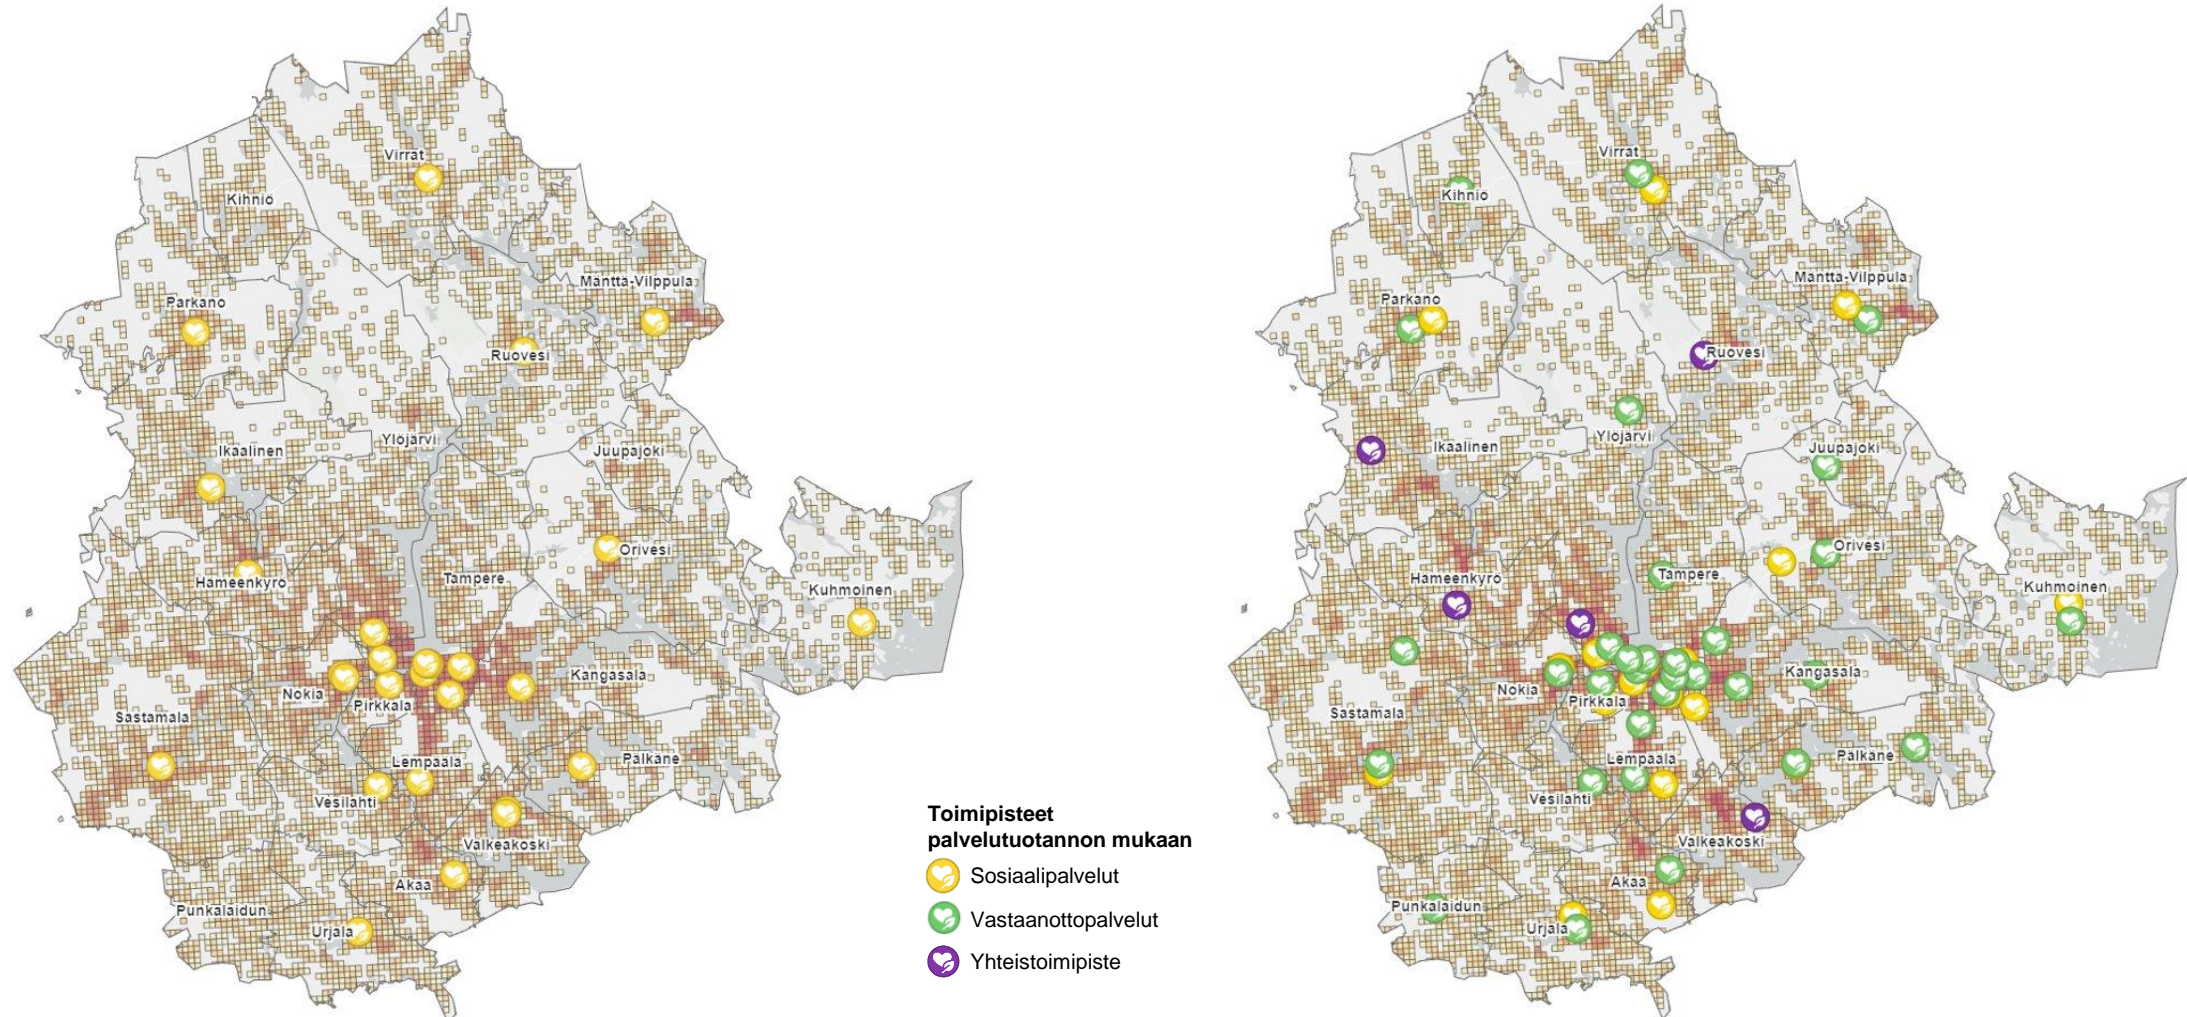 Virrat
Kihniö
Mänttä-Vilppula
Parkano
Ruovesi
Ylöjärvi
Ikaalinen
Juupajoki
Orivesi
Hämeenkyrö
Tampere
Kuhmoinen
Kangasala
Nokia
Pirkkala
Sastamala
Pälkäne
Lempäälä
Vesilahti
Valkeakoski
Akaa
Punkalaidun
Urjala
Toimipisteet
palvelutuotannon mukaan
Sosiaalipalvelut
Vastaanottopalvelut
Yhteistoimipiste
Virrat
Kihniö
Mänttä-Vilppula
Parkano
Ruovesi
Ylöjärvi
Ikaalinen
Juupajoki
Orivesi
Hämeenkyrö
Tampere
Kuhmoinen
Kangasala
Nokia
Pirkkala
Sastamala
Pälkäne
Lempäälä
Vesilahti
Valkeakoski
Akaa
Punkalaidun
Urjala